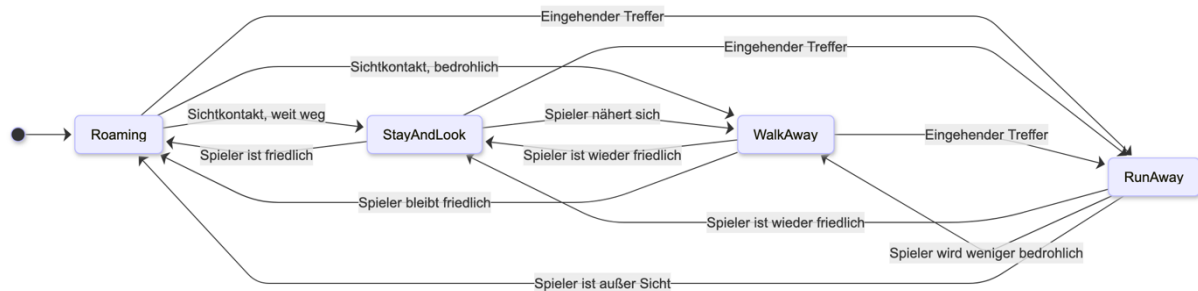 Eingehender Treffer
Eingehender Treffer
Sichtkontakt, bedrohlich
Sichtkontakt, weit weg
Spieler nähert sich
Roaming
StayAndLook
WalkAway
Eingehender Treffer
Spieler ist friedlich
Spieler ist wieder friedlich
RunAway
Spieler bleibt friedlich
Spieler ist wieder friedlich
Spieler wird weniger bedrohlich
Spieler ist außer Sicht